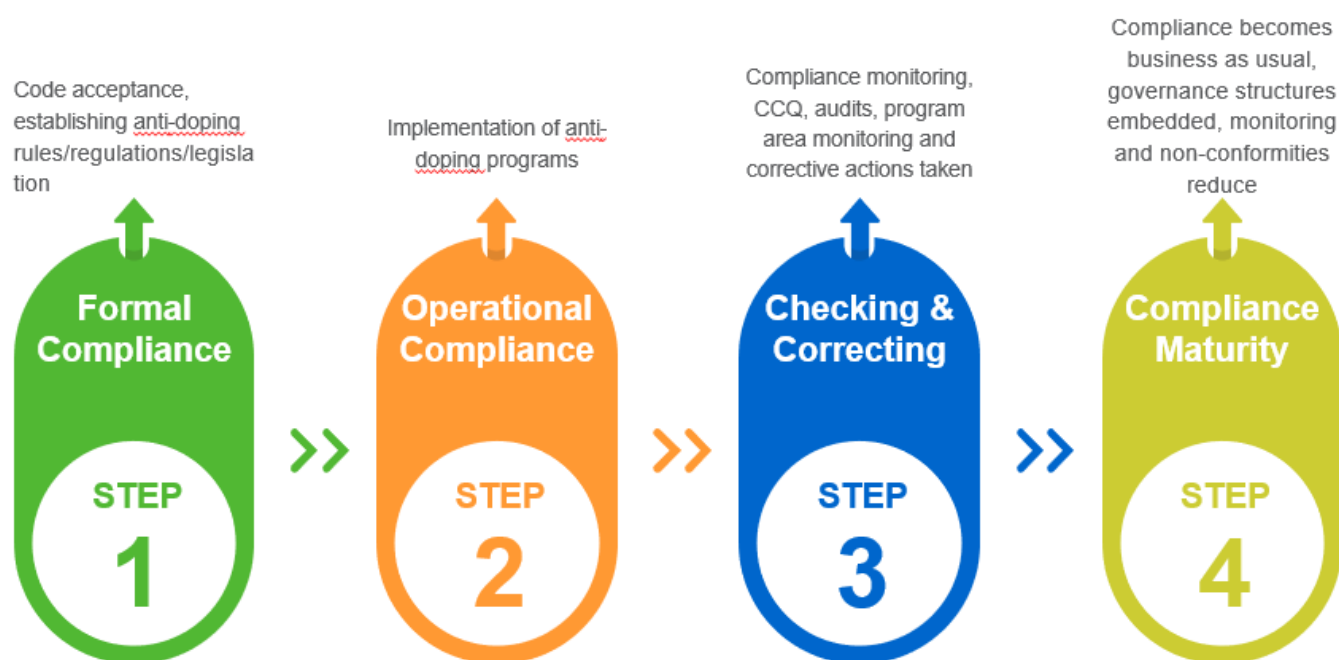 Code acceptance,
establishing anti-doping
rules/regulations/legisla
tion
Formal
Compliance
STEP
1
Implementation of anti-
doping programs
Operational
Compliance
STEP
2
Compliance monitoring,
CCQ, audits, program
area monitoring and
corrective actions taken
Checking &
Correcting
STEP
3
Compliance becomes
business as usual,
governance structures
embedded, monitoring
and non-conformities
reduce
Compliance
Maturity
STEP
4